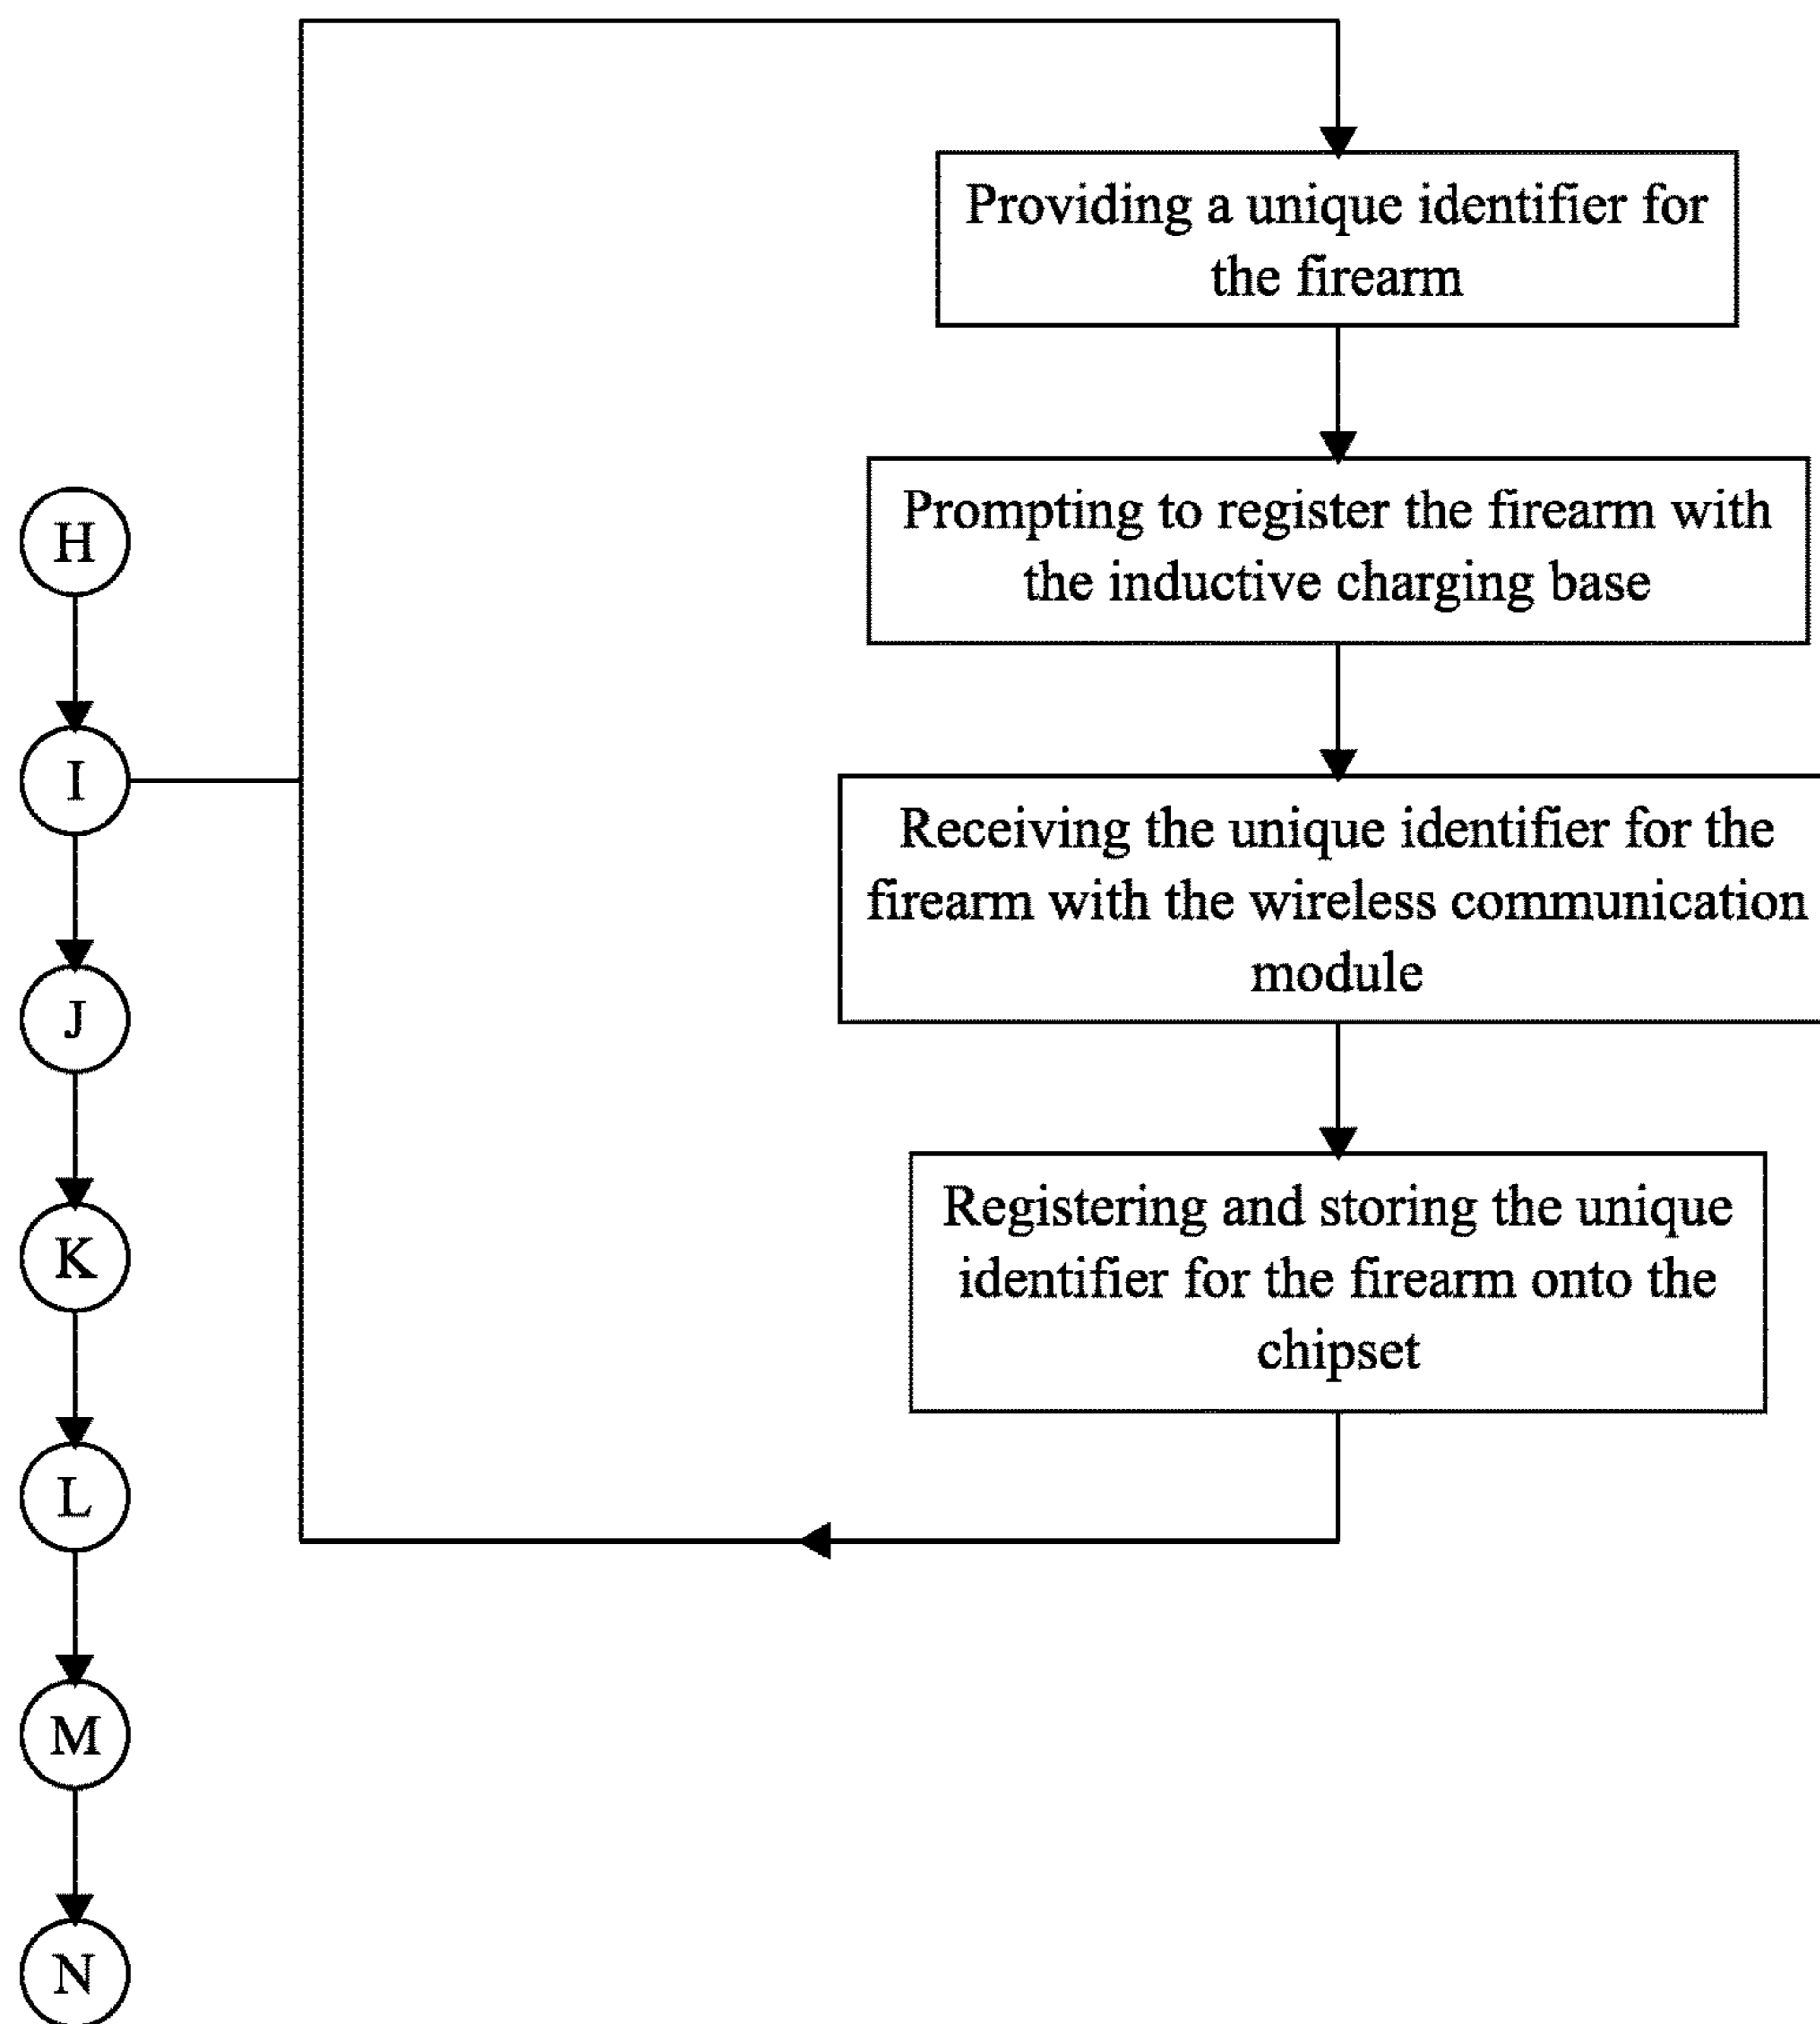 H
I
J
K
L
M
N
Providing a unique identifier for
the firearm
Prompting to register the firearm with
the inductive charging base
Receiving the unique identifier for the
firearm with the wireless communication
module
Registering and storing the unique
identifier for the firearm onto the
chipset